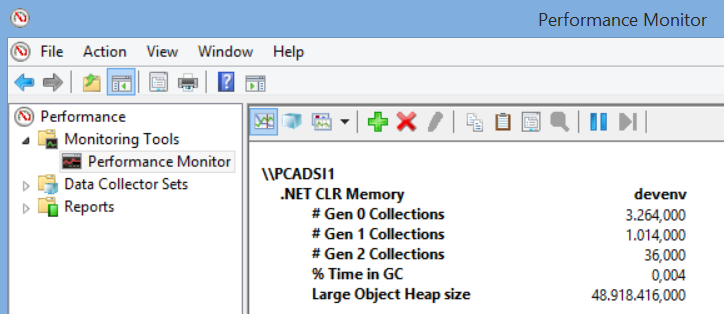 Performance Monitor
File Action View Window Help
Performance
Monitoring Tools
Performance Monitor
Data Collector Sets
Reports
\\PCADSI1
.NET CLR Memory devenv
# Gen 0 Collections 3.264,000
# Gen 1 Collections 1.014,000
# Gen 2 Collections 36,000
% Time in GC 0,004
Large Object Heap size 48.918.416,000